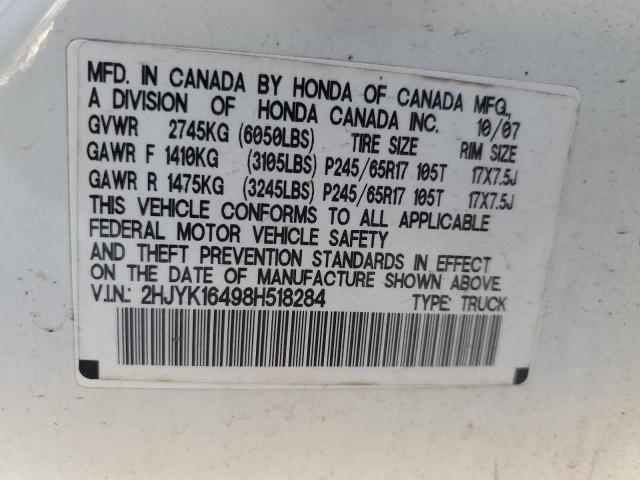 MFD. IN CANADA BY HONDA OF CANADA MFG.,
A DIVISION OF HONDA CANADA INC. 10/07
GVWR 2745KG (6050LBS) TIRE SIZE RIM SIZE
GAWR F 1410KG (3105LBS) P245/65R17 105T 17X7.5J
GAWR R 1475KG (3245LBS) P245/65R17 105T 17X7.5J
THIS VEHICLE CONFORMS TO ALL APPLICABLE
FEDERAL MOTOR VEHICLE SAFETY
AND THEFT PREVENTION STANDARDS IN EFFECT
ON THE DATE OF MANUFACTURE SHOWN ABOVE.
V.I.N.: 2HJYK16498H518284 TYPE: TRUCK